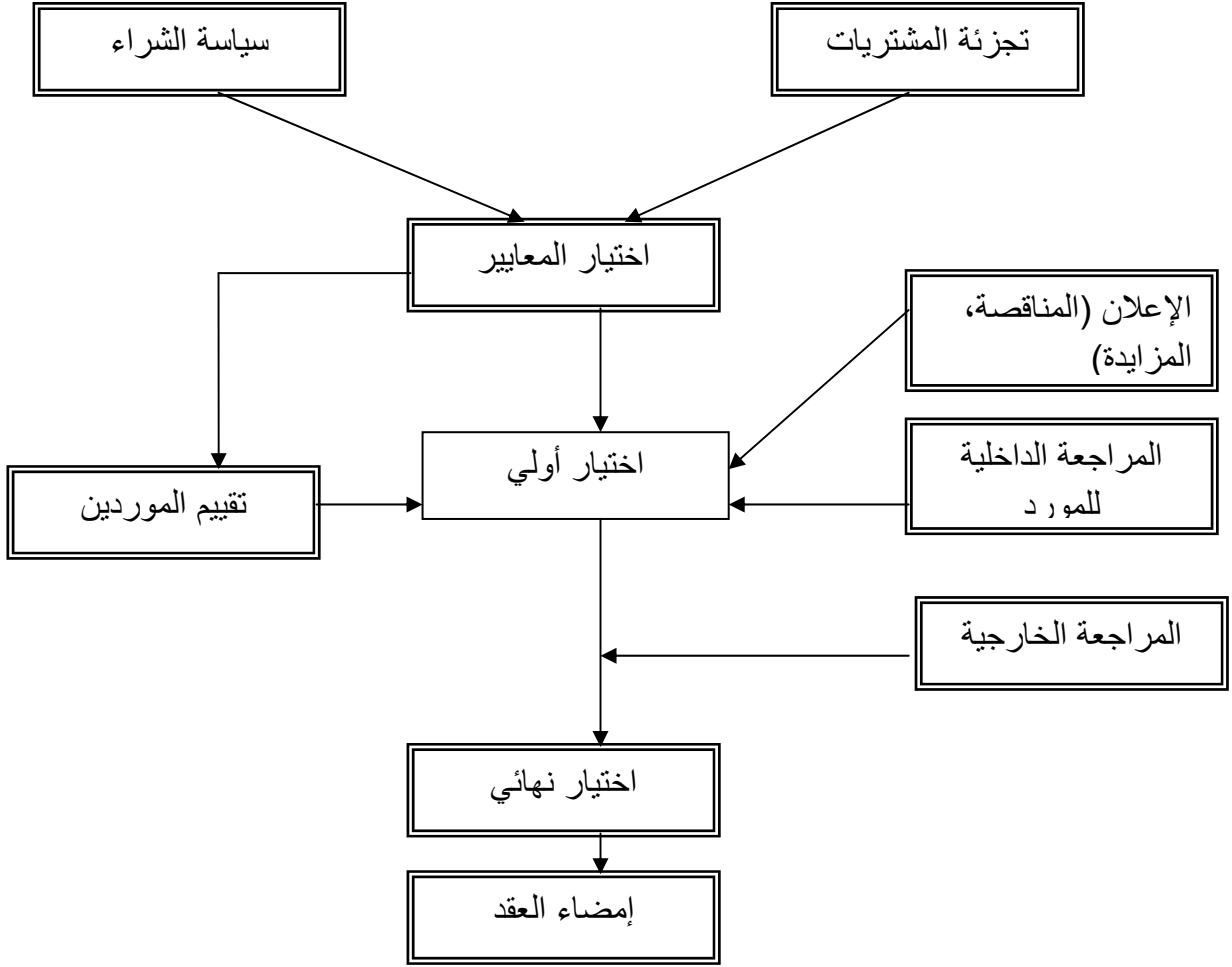 تجزئة المشتريات
سياسة الشراء
اختيار المعايير
الإعلان (المناقصة،
المزايدة)
اختيار أولي
المراجعة الداخلية
للمورد
تقييم الموردين
المراجعة الخارجية
اختيار نهائي
إمضاء العقد